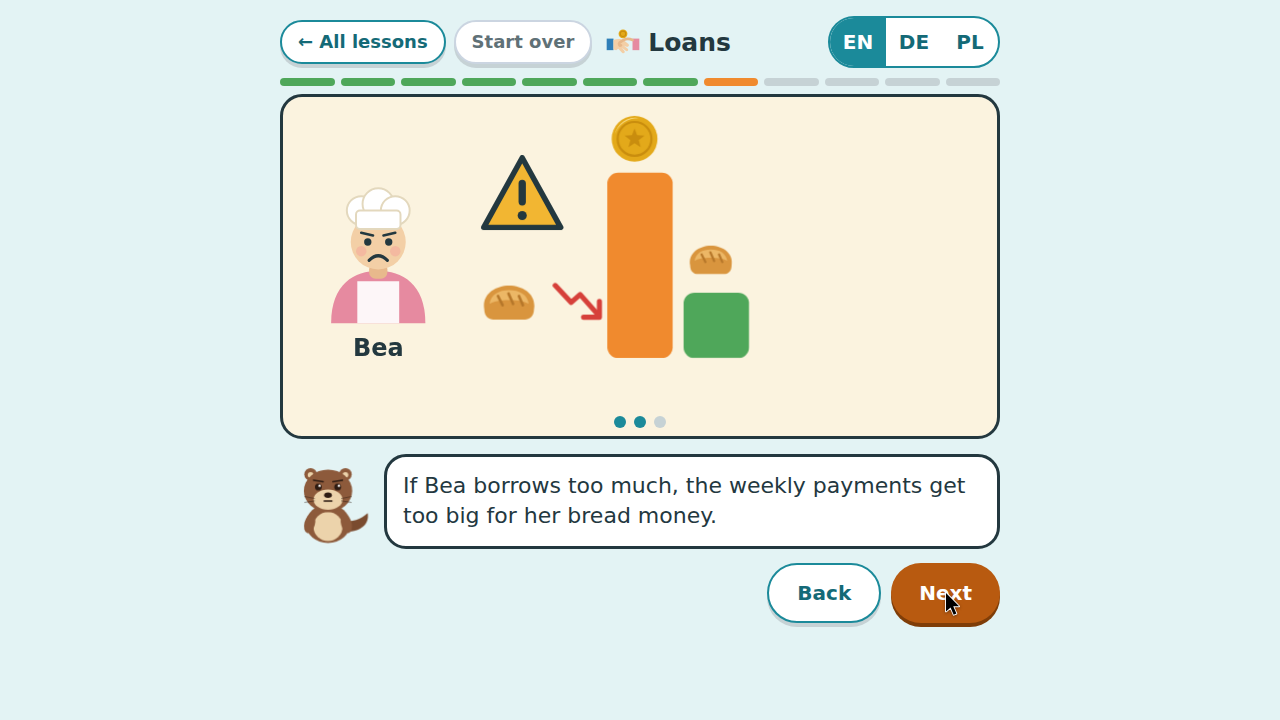 ← All lessons
Start over
Loans
EN
DE
PL
Bea
If Bea borrows too much, the weekly payments get
too big for her bread money.
Back
Next